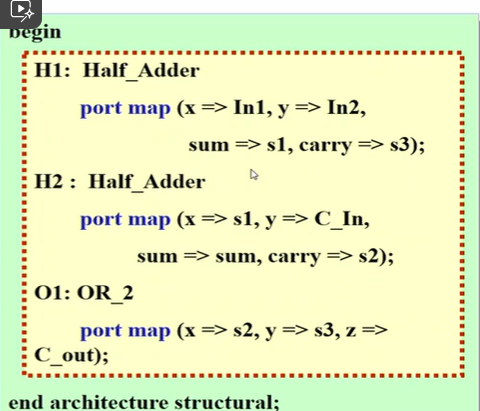 begin
H1: Half_Adder
port map (x => In1, y => In2,
sum => s1, carry => s3);
H2 : Half_Adder
port map (x => s1, y => C_In,
sum => sum, carry => s2);
O1: OR_2
port map (x => s2, y => s3, z =>
C_out);
end architecture structural;